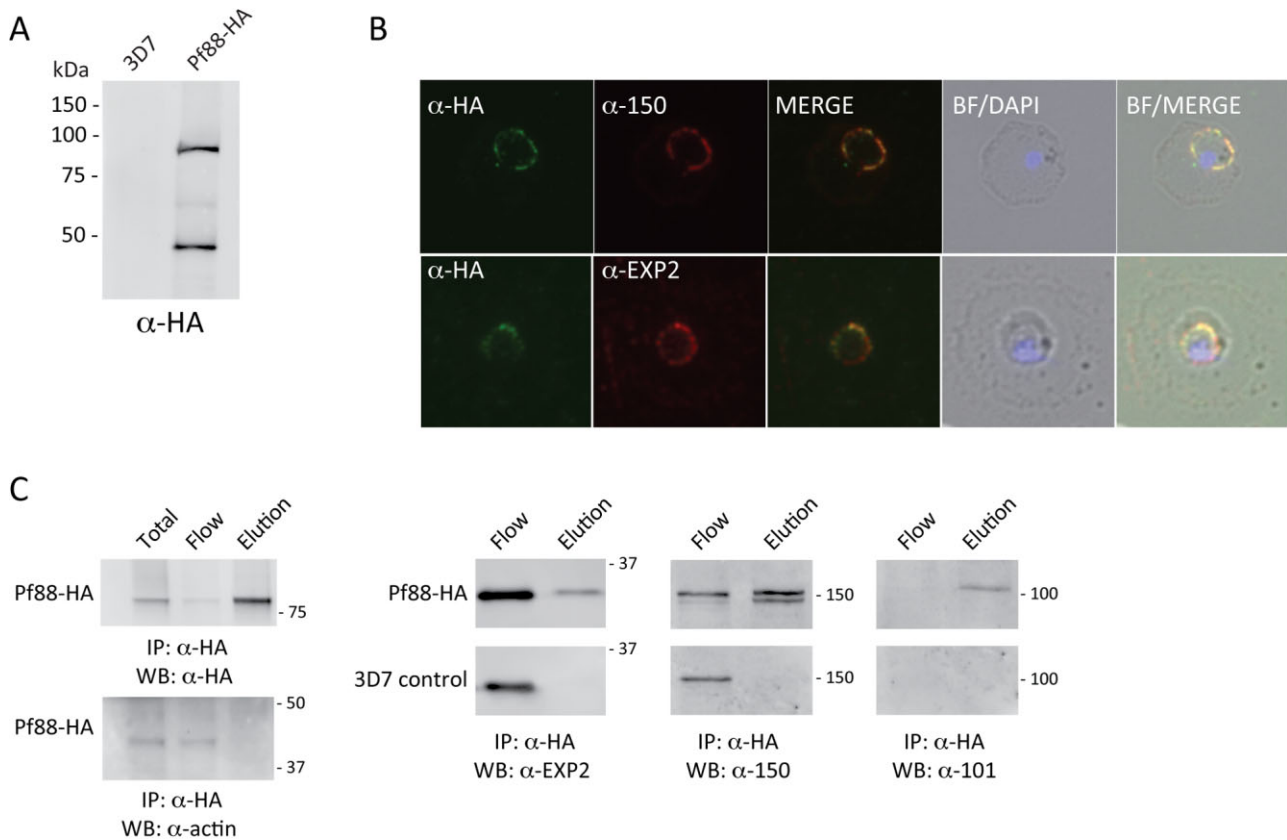 A
3D7
Pf88-HA
kDa
150 -
100 -
75 -
50 -
α-HA
B
α-HA
α-150
MERGE
BF/DAPI
BF/MERGE
α-HA
α-EXP2
C
Total
Flow
Elution
Pf88-HA
- 75
IP: α-HA
WB: α-HA
Pf88-HA
- 50
- 37
IP: α-HA
WB: α-actin
Flow
Elution
Flow
Elution
Flow
Elution
Pf88-HA
- 37
- 150
- 100
3D7 control
- 37
- 150
- 100
IP: α-HA
WB: α-EXP2
IP: α-HA
WB: α-150
IP: α-HA
WB: α-101